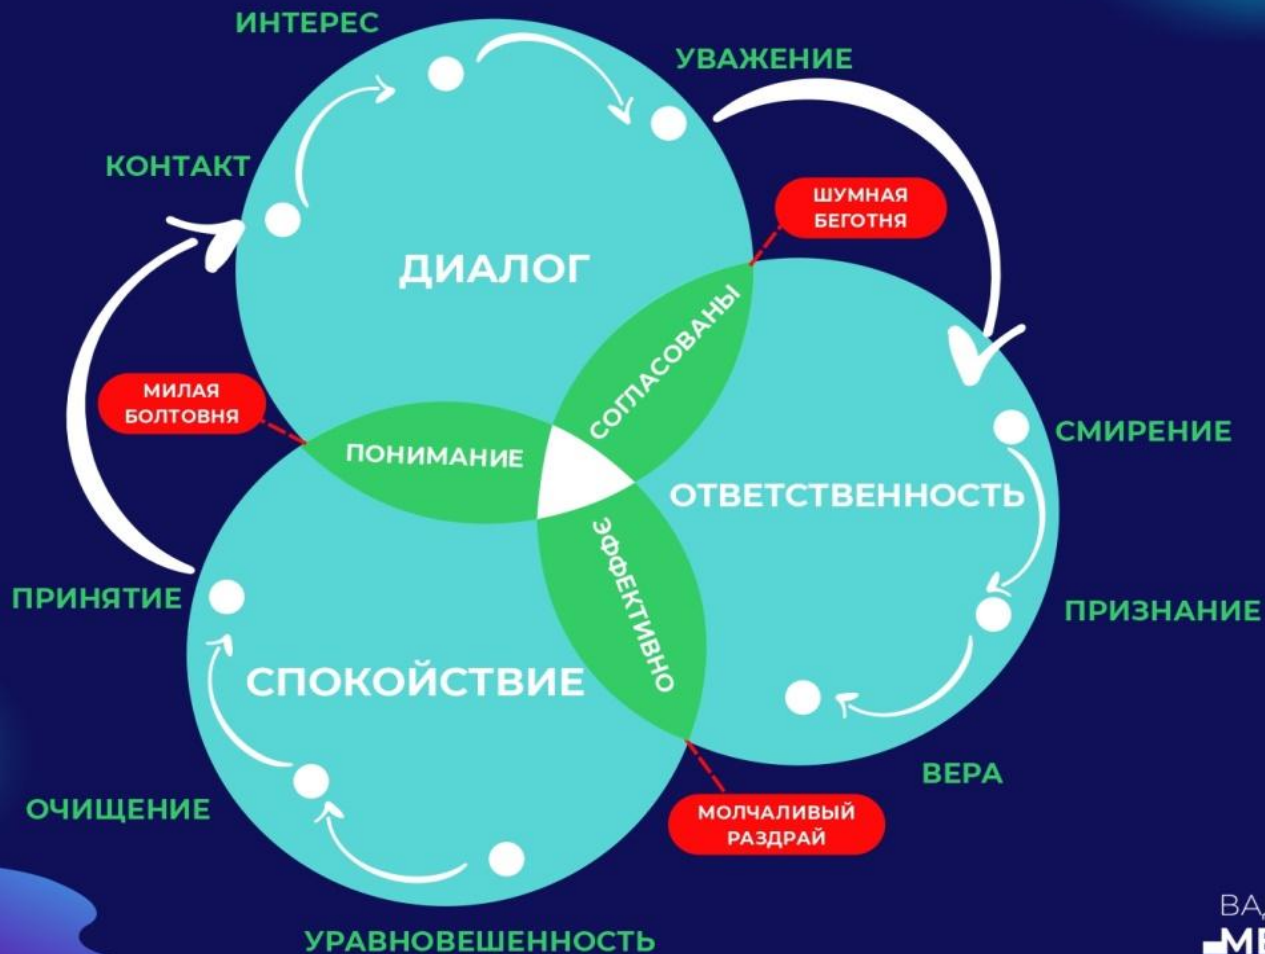 ИНТЕРЕС
УВАЖЕНИЕ
КОНТАКТ
ШУМНАЯ
БЕГОТНЯ
ДИАЛОГ
СОГЛАСОВАНЫ
МИЛАЯ
БОЛТОВНЯ
ПОНИМАНИЕ
СМИРЕНИЕ
ОТВЕТСТВЕННОСТЬ
ЭФФЕКТИВНО
ПРИНЯТИЕ
ПРИЗНАНИЕ
СПОКОЙСТВИЕ
ВЕРА
ОЧИЩЕНИЕ
МОЛЧАЛИВЫЙ
РАЗДРАЙ
УРАВНОВЕШЕННОСТЬ